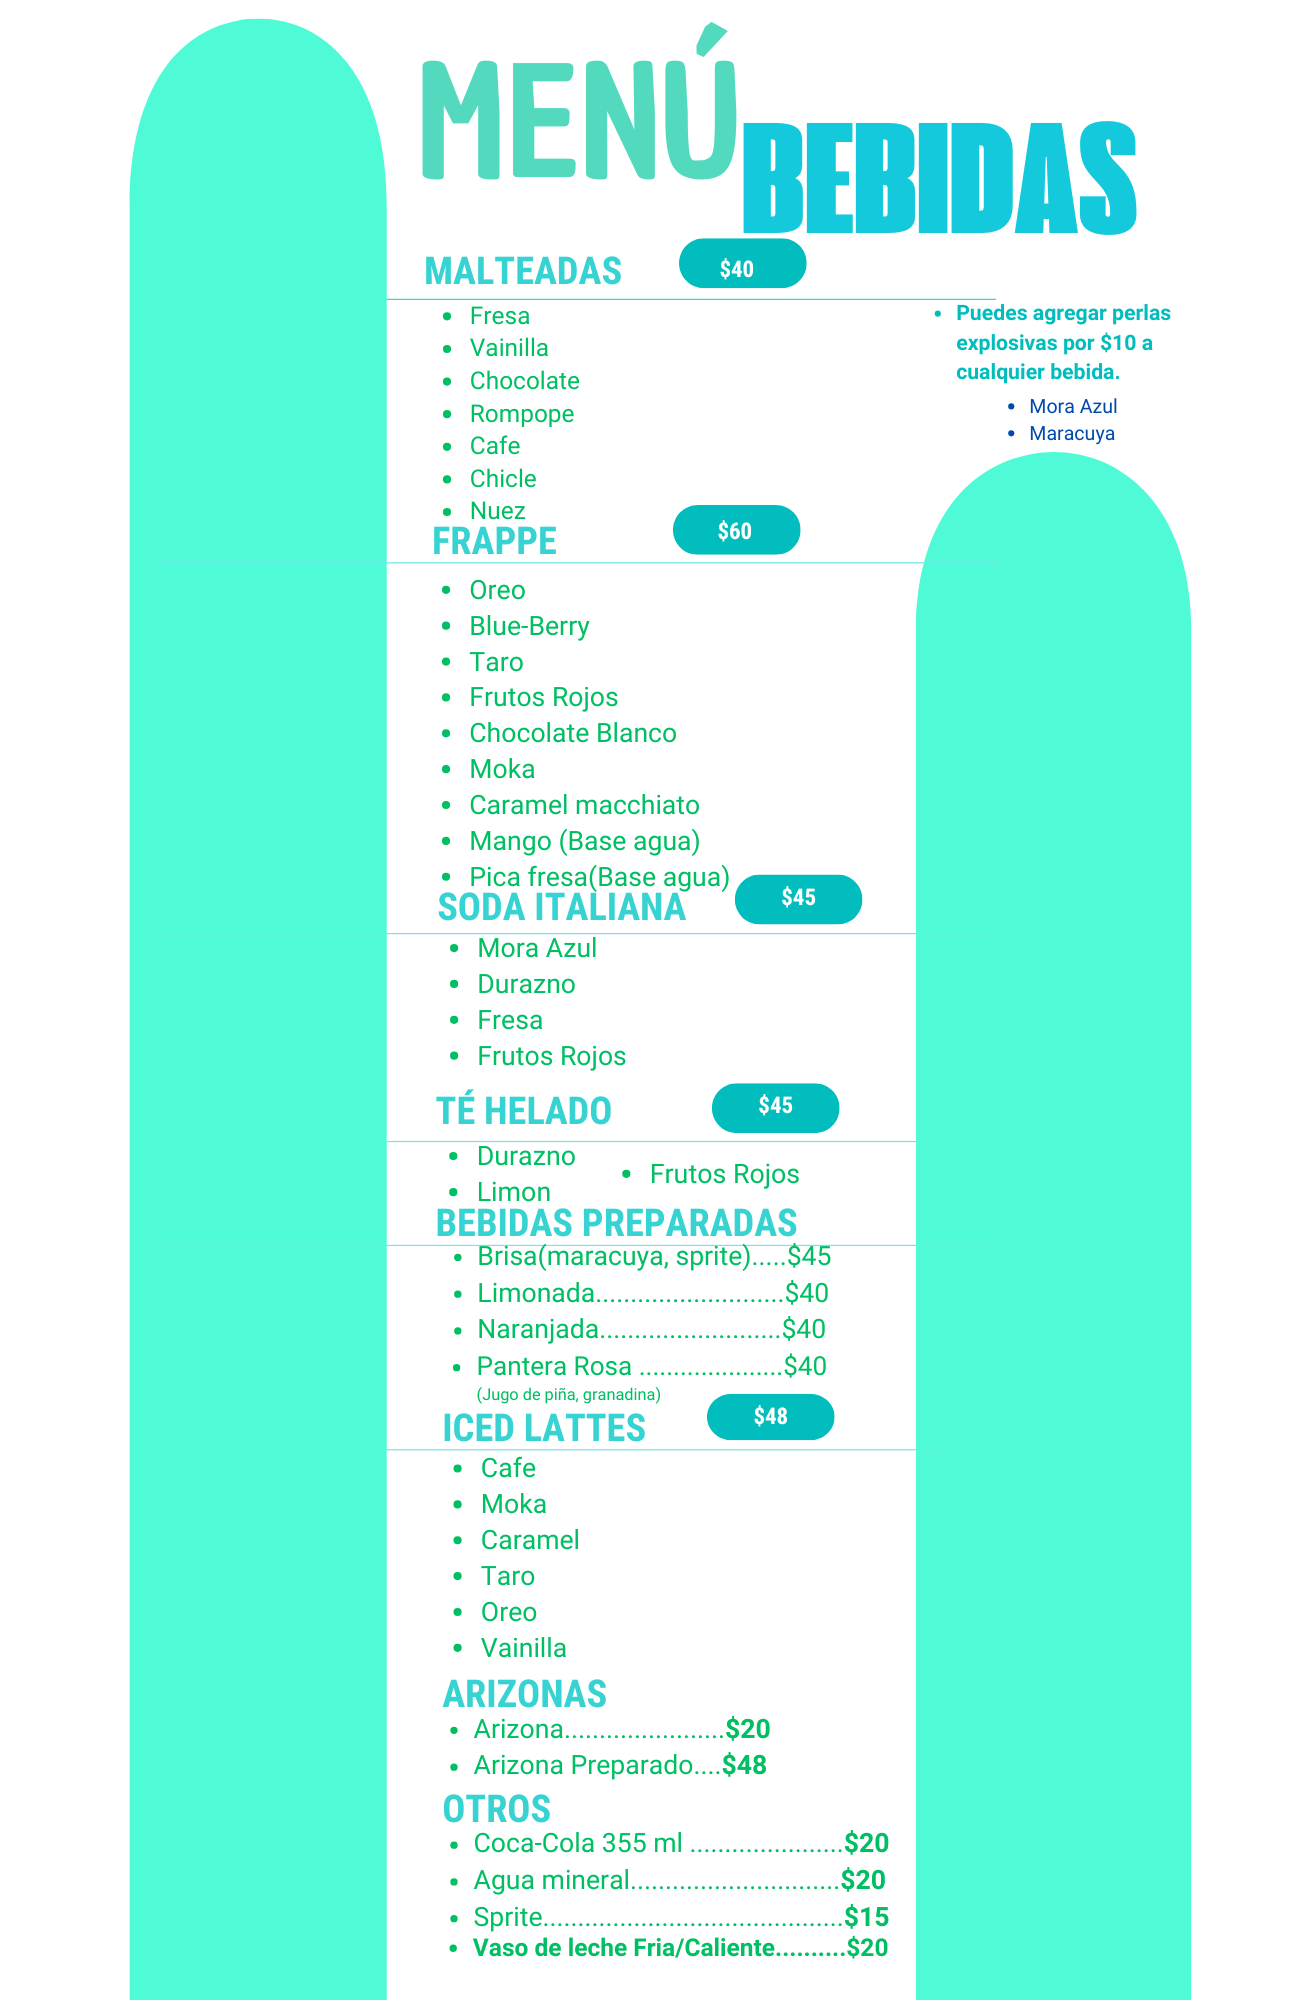 MENÚ
BEBIDAS
MALTEADAS $40
• Fresa
• Vainilla
• Chocolate
• Rompope
• Cafe
• Chicle
• Nuez
• Puedes agregar perlas
explosivas por $10 a
cualquier bebida.
• Mora Azul
• Maracuya
FRAPPE $60
• Oreo
• Blue-Berry
• Taro
• Frutos Rojos
• Chocolate Blanco
• Moka
• Caramel macchiato
• Mango (Base agua)
• Pica fresa(Base agua)
SODA ITALIANA $45
• Mora Azul
• Durazno
• Fresa
• Frutos Rojos
TÉ HELADO $45
• Durazno
• Limon
• Frutos Rojos
BEBIDAS PREPARADAS
• Brisa(maracuya, sprite).....$45
• Limonada...........................$40
• Naranjada..........................$40
• Pantera Rosa .....................$40
(Jugo de piña, granadina)
ICED LATTES $48
• Cafe
• Moka
• Caramel
• Taro
• Oreo
• Vainilla
ARIZONAS
• Arizona.......................$20
• Arizona Preparado....$48
OTROS
• Coca-Cola 355 ml ......................$20
• Agua mineral..............................$20
• Sprite...........................................$15
• Vaso de leche Fria/Caliente..........$20